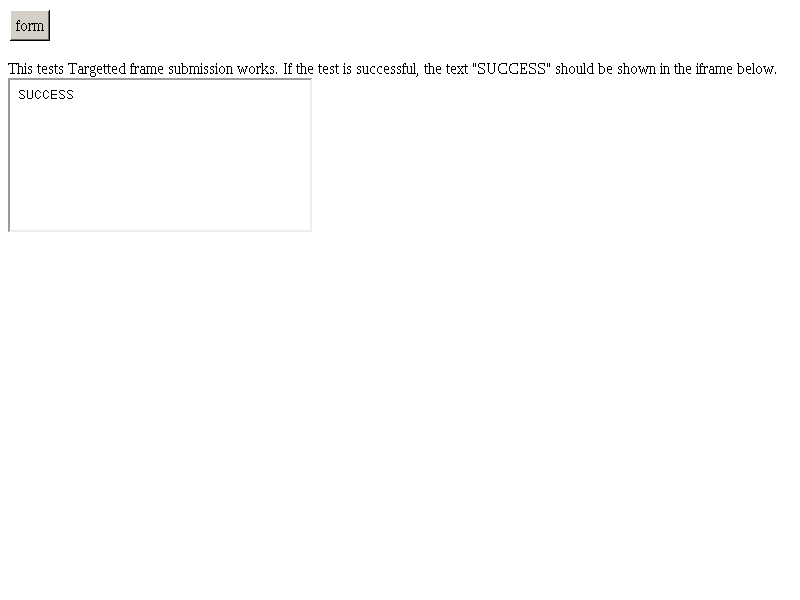 form
This tests Targetted frame submission works. If the test is successful, the text "SUCCESS" should be shown in the iframe below.
SUCCESS